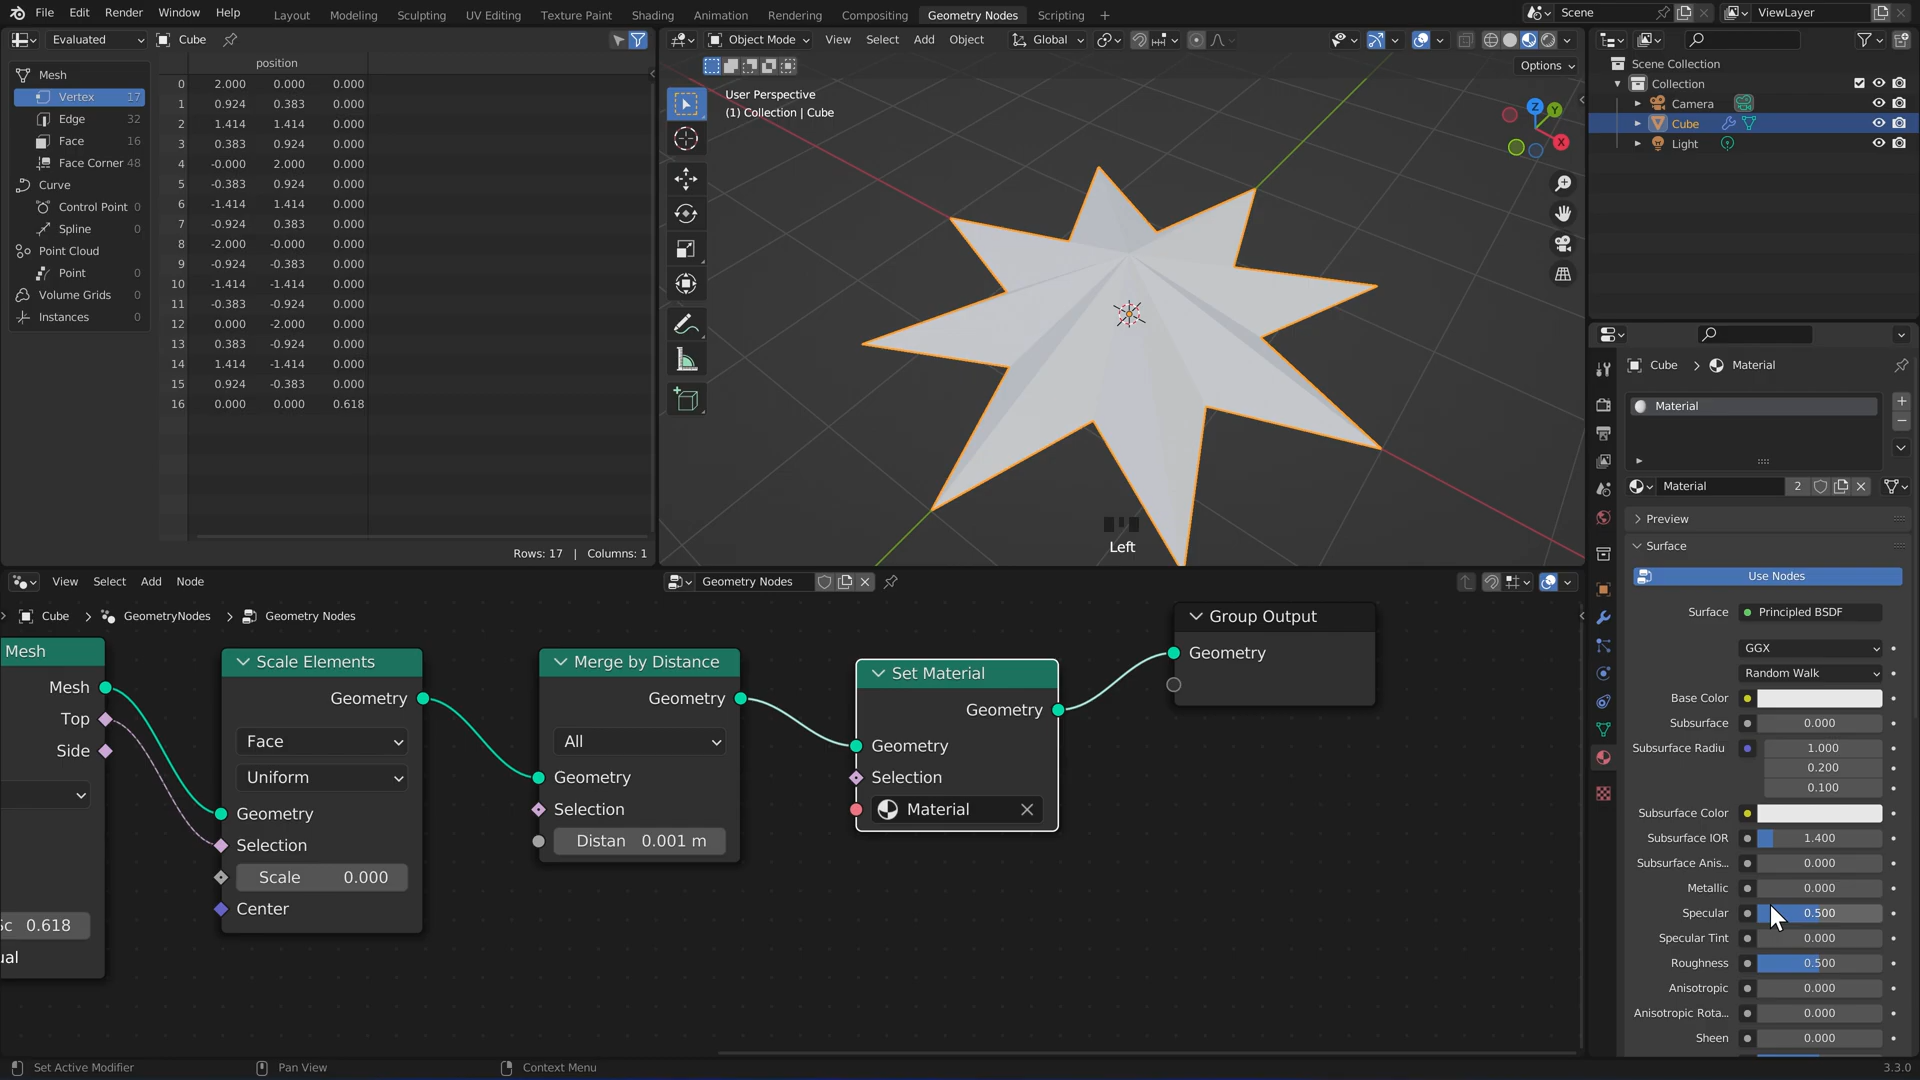 File Edit Render Window Help Layout Modeling Sculpting UV Editing Texture Paint Shading Animation Rendering Compositing Geometry Nodes Scripting + Scene ViewLayer
Evaluated Cube
Object Mode View Select Add Object Global
Options
position
Mesh
Vertex 17
Edge 32
Face 16
Face Corner 48
Curve
Control Point 0
Spline 0
Point Cloud
Point 0
Volume Grids 0
Instances 0
0 2.000 0.000 0.000
1 0.924 0.383 0.000
2 1.414 1.414 0.000
3 0.383 0.924 0.000
4 -0.000 2.000 0.000
5 -0.383 0.924 0.000
6 -1.414 1.414 0.000
7 -0.924 0.383 0.000
8 -2.000 -0.000 0.000
9 -0.924 -0.383 0.000
10 -1.414 -1.414 0.000
11 -0.383 -0.924 0.000
12 0.000 -2.000 0.000
13 0.383 -0.924 0.000
14 1.414 -1.414 0.000
15 0.924 -0.383 0.000
16 0.000 0.000 0.618
Rows: 17 | Columns: 1
User Perspective
(1) Collection | Cube
Z
Y
X
Left
Scene Collection
Collection
Camera
Cube
Light
Cube > Material
Material
Material 2
Preview
Surface
Use Nodes
Surface Principled BSDF
GGX
Random Walk
Base Color
Subsurface 0.000
Subsurface Radiu 1.000
0.200
0.100
Subsurface Color
Subsurface IOR 1.400
Subsurface Anis... 0.000
Metallic 0.000
Specular 0.500
Specular Tint 0.000
Roughness 0.500
Anisotropic 0.000
Anisotropic Rota... 0.000
Sheen 0.000
View Select Add Node
Geometry Nodes
Cube > GeometryNodes > Geometry Nodes
Mesh
Mesh
Top
Side
0.618
Scale Elements
Geometry
Face
Uniform
Geometry
Selection
Scale 0.000
Center
Merge by Distance
Geometry
All
Geometry
Selection
Distan 0.001 m
Set Material
Geometry
Geometry
Selection
Material
Group Output
Geometry
Set Active Modifier Pan View Context Menu 3.3.0